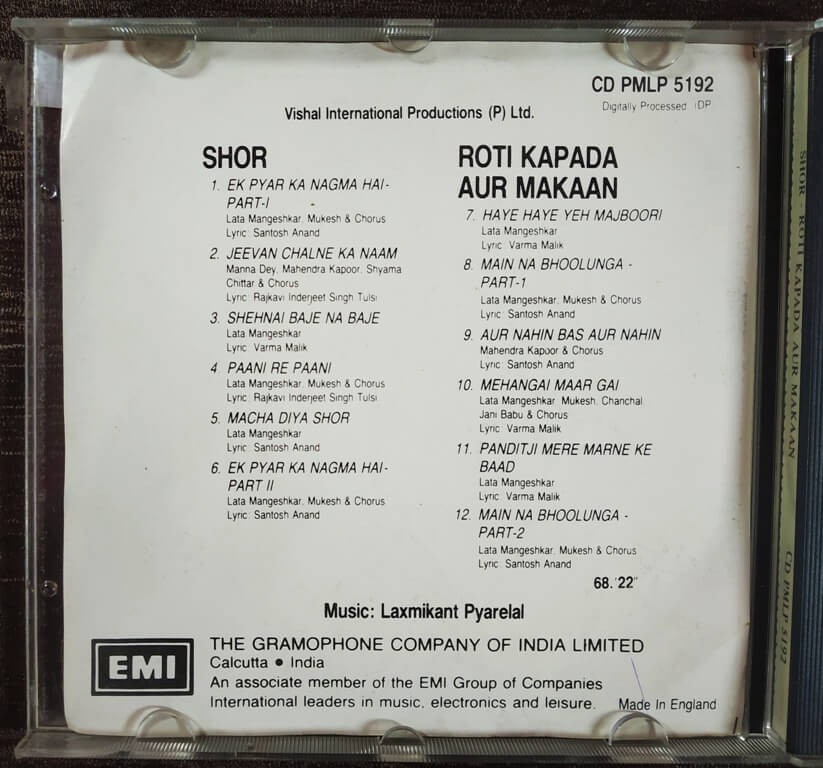 CD PMLP 5192
Digitally Processed IDP
Vishal International Productions (P) Ltd.
SHOR
1. EK PYAR KA NAGMA HAI-
PART-I
Lata Mangeshkar, Mukesh & Chorus
Lyric: Santosh Anand
2. JEEVAN CHALNE KA NAAM
Manna Dey, Mahendra Kapoor, Shyama
Chittar & Chorus
Lyric: Rajkavi Inderjeet Singh Tulsi
3. SHEHNAI BAJE NA BAJE
Lata Mangeshkar
Lyric: Varma Malik
4. PAANI RE PAANI
Lata Mangeshkar, Mukesh & Chorus
Lyric: Rajkavi Inderjeet Singh Tulsi
5. MACHA DIYA SHOR
Lata Mangeshkar
Lyric: Santosh Anand
6. EK PYAR KA NAGMA HAI-
PART II
Lata Mangeshkar, Mukesh & Chorus
Lyric: Santosh Anand
ROTI KAPADA
AUR MAKAAN
7. HAYE HAYE YEH MAJBOORI
Lata Mangeshkar
Lyric: Varma Malik
8. MAIN NA BHOOLUNGA -
PART-1
Lata Mangeshkar, Mukesh & Chorus
Lyric: Santosh Anand
9. AUR NAHIN BAS AUR NAHIN
Mahendra Kapoor & Chorus
Lyric: Santosh Anand
10. MEHANGAI MAAR GAI
Lata Mangeshkar Mukesh, Chanchal
Jani Babu & Chorus
Lyric: Varma Malik
11. PANDITJI MERE MARNE KE
BAAD
Lata Mangeshkar
Lyric: Varma Malik
12. MAIN NA BHOOLUNGA -
PART-2
Lata Mangeshkar, Mukesh & Chorus
Lyric: Santosh Anand
68.'22"
Music: Laxmikant Pyarelal
EMI
THE GRAMOPHONE COMPANY OF INDIA LIMITED
Calcutta ● India
An associate member of the EMI Group of Companies
International leaders in music, electronics and leisure.
Made In England
SHOR - ROTI KAPADA AUR MAKAAN
CD PMLP 5192